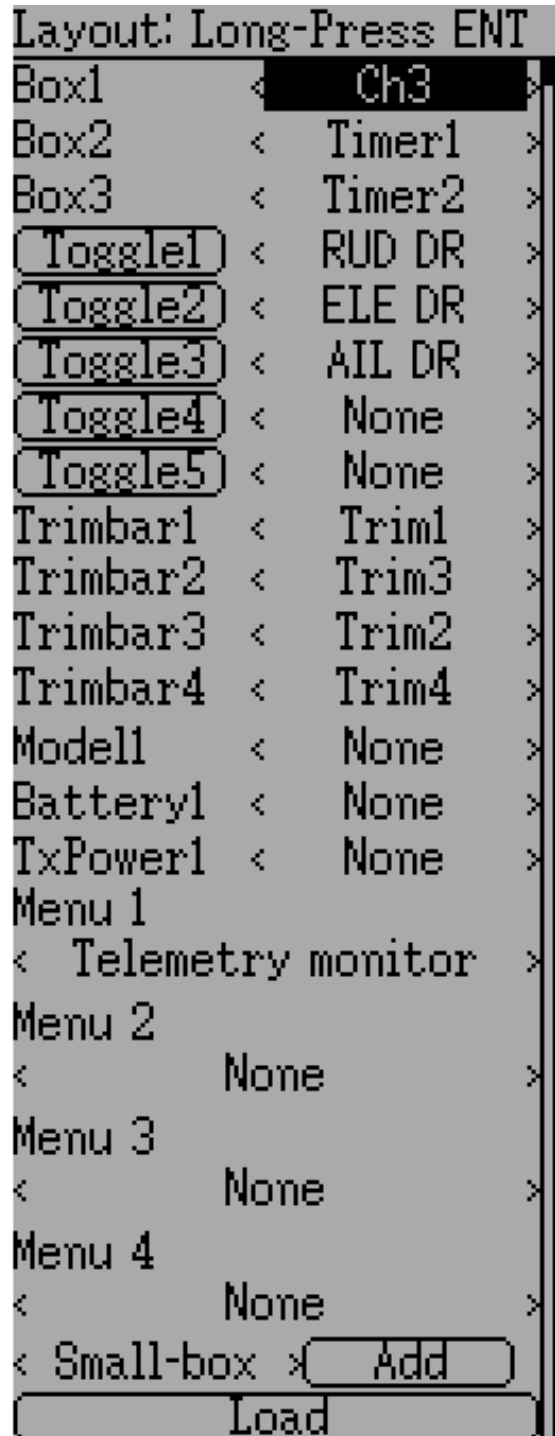 Layout: Long-Press ENT
Box1 < Ch3 >
Box2 < Timer1 >
Box3 < Timer2 >
Toggle1 < RUD DR >
Toggle2 < ELE DR >
Toggle3 < AIL DR >
Toggle4 < None >
Toggle5 < None >
Trimbar1 < Trim1 >
Trimbar2 < Trim3 >
Trimbar3 < Trim2 >
Trimbar4 < Trim4 >
Model1 < None >
Battery1 < None >
TxPower1 < None >
Menu 1
< Telemetry monitor >
Menu 2
< None >
Menu 3
< None >
Menu 4
< None >
< Small-box > Add
Load